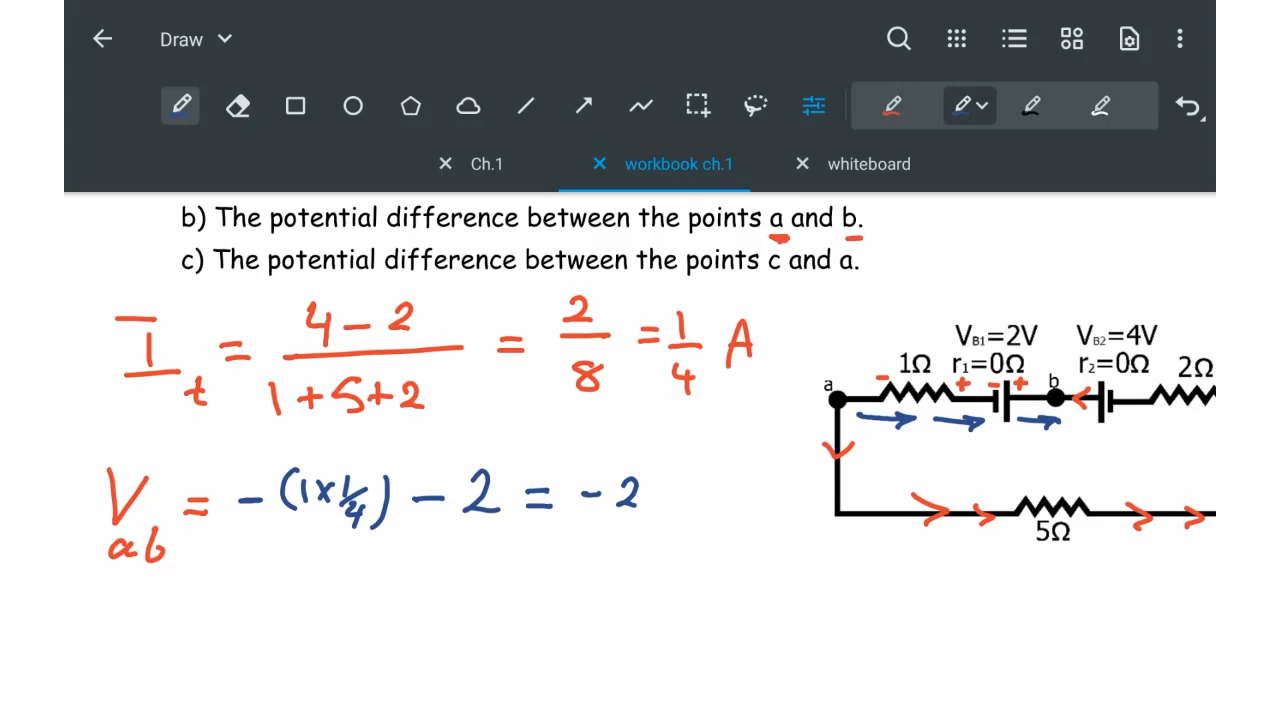 Draw
Ch.1
workbook ch.1
whiteboard
b) The potential difference between the points a and b.
c) The potential difference between the points c and a.
I_t = (4 - 2)/(1+5+2) = 2/8 = 1/4 A
V_B1=2V V_B2=4V
1Ω r_1=0Ω r_2=0Ω 2Ω
a - + - + b
V_ab = - (1 × 1/4) - 2 = - 2
5Ω